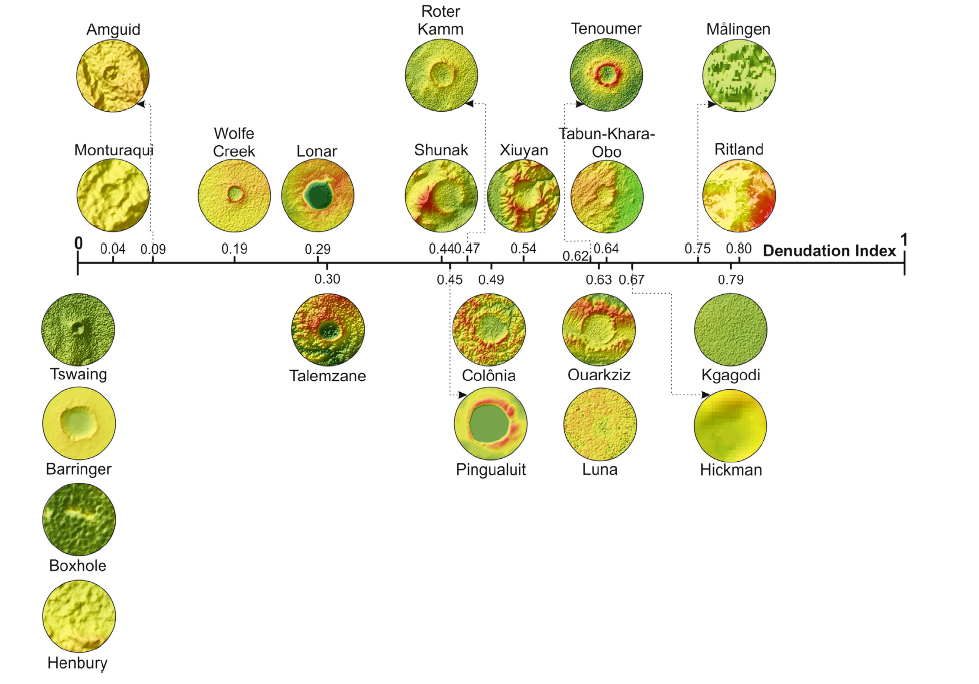 Roter
Kamm
Amguid
Tenoumer
Målingen
Wolfe
Creek
Tabun-Khara-
Obo
Monturaqui
Lonar
Shunak
Xiuyan
Ritland
0
0.04
0.09
0.19
0.29
0.44
0.47
0.54
0.62
0.64
0.75
0.80
Denudation Index
1
0.30
0.45
0.49
0.63
0.67
0.79
Tswaing
Talemzane
Colônia
Ouarkziz
Kgagodi
Barringer
Pingualuit
Luna
Hickman
Boxhole
Henbury